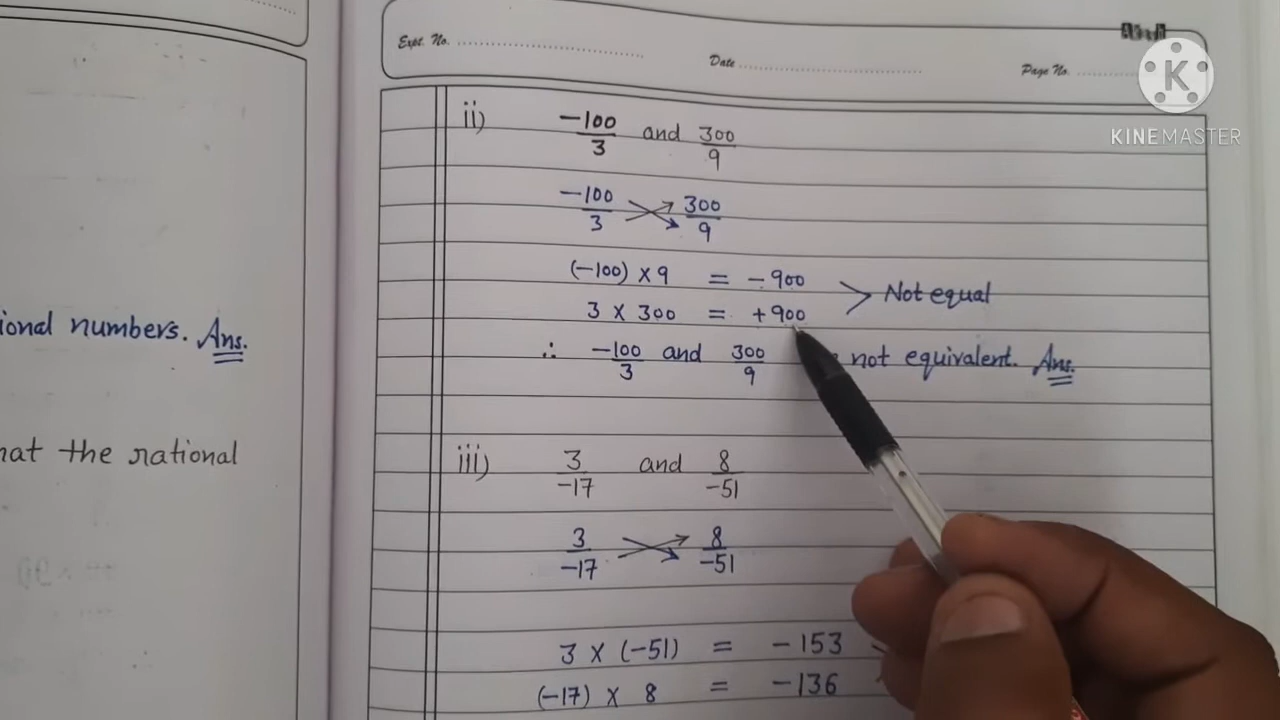 Expt. No.
Date
Page No.
KINEMASTER
ii) -100/3 and 300/9
-100/3 300/9
(-100) × 9 = -900
Not equal
3 × 300 = +900
∴ -100/3 and 300/9 not equivalent. Ans.
ional numbers. Ans.
hat the rational
iii) 3/-17 and 8/-51
3/-17 8/-51
3 × (-51) = -153
(-17) × 8 = -136